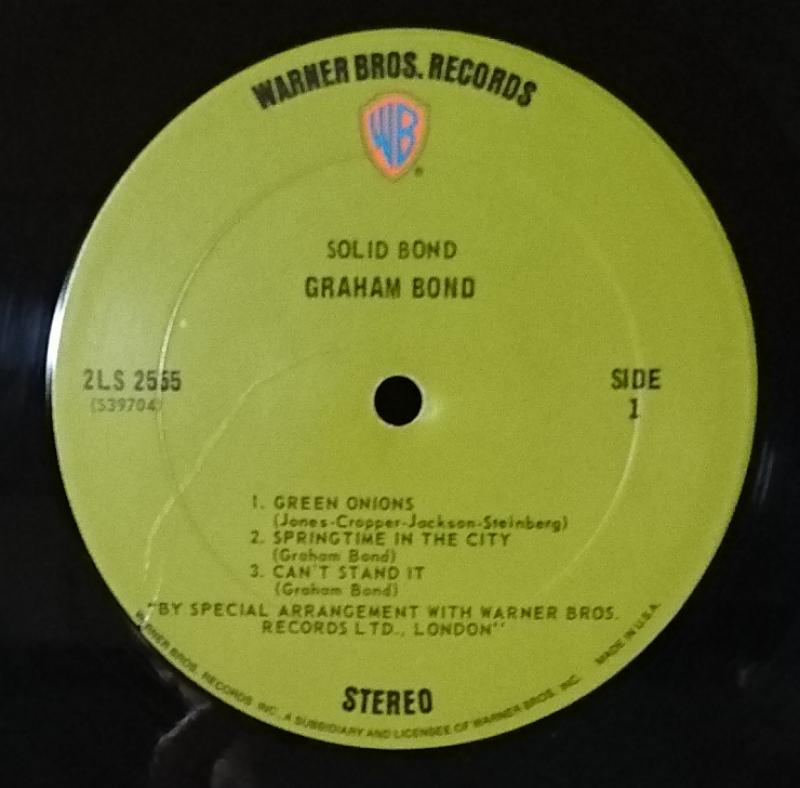 WARNER BROS. RECORDS
WB
®
SOLID BOND
GRAHAM BOND
2LS 2555
(S39704)
SIDE
1
1. GREEN ONIONS
(Jones-Cropper-Jackson-Steinberg)
2. SPRINGTIME IN THE CITY
(Graham Bond)
3. CAN'T STAND IT
(Graham Bond)
"BY SPECIAL ARRANGEMENT WITH WARNER BROS.
RECORDS LTD., LONDON"
STEREO
WARNER BROS. RECORDS INC., A SUBSIDIARY AND LICENSEE OF WARNER BROS. INC. MADE IN U.S.A.